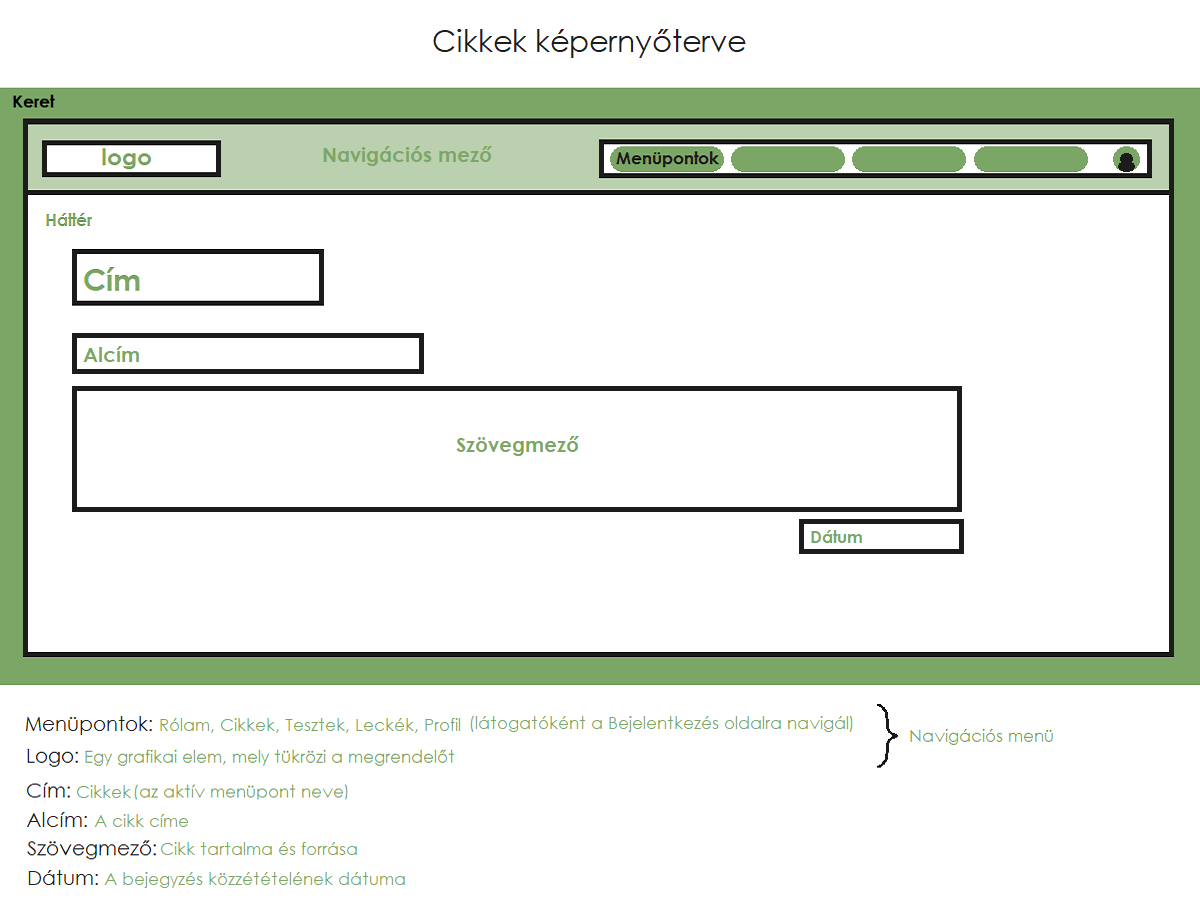 Cikkek képernyőterve
Keret
logo
Navigációs mező
Menüpontok
Háttér
Cím
Alcím
Szövegmező
Dátum
Menüpontok: Rólam, Cikkek, Tesztek, Leckék, Profil (látogatóként a Bejelentkezés oldalra navigál)
Logo: Egy grafikai elem, mely tükrözi a megrendelőt
Navigációs menü
Cím: Cikkek (az aktív menüpont neve)
Alcím: A cikk címe
Szövegmező: Cikk tartalma és forrása
Dátum: A bejegyzés közzétételének dátuma